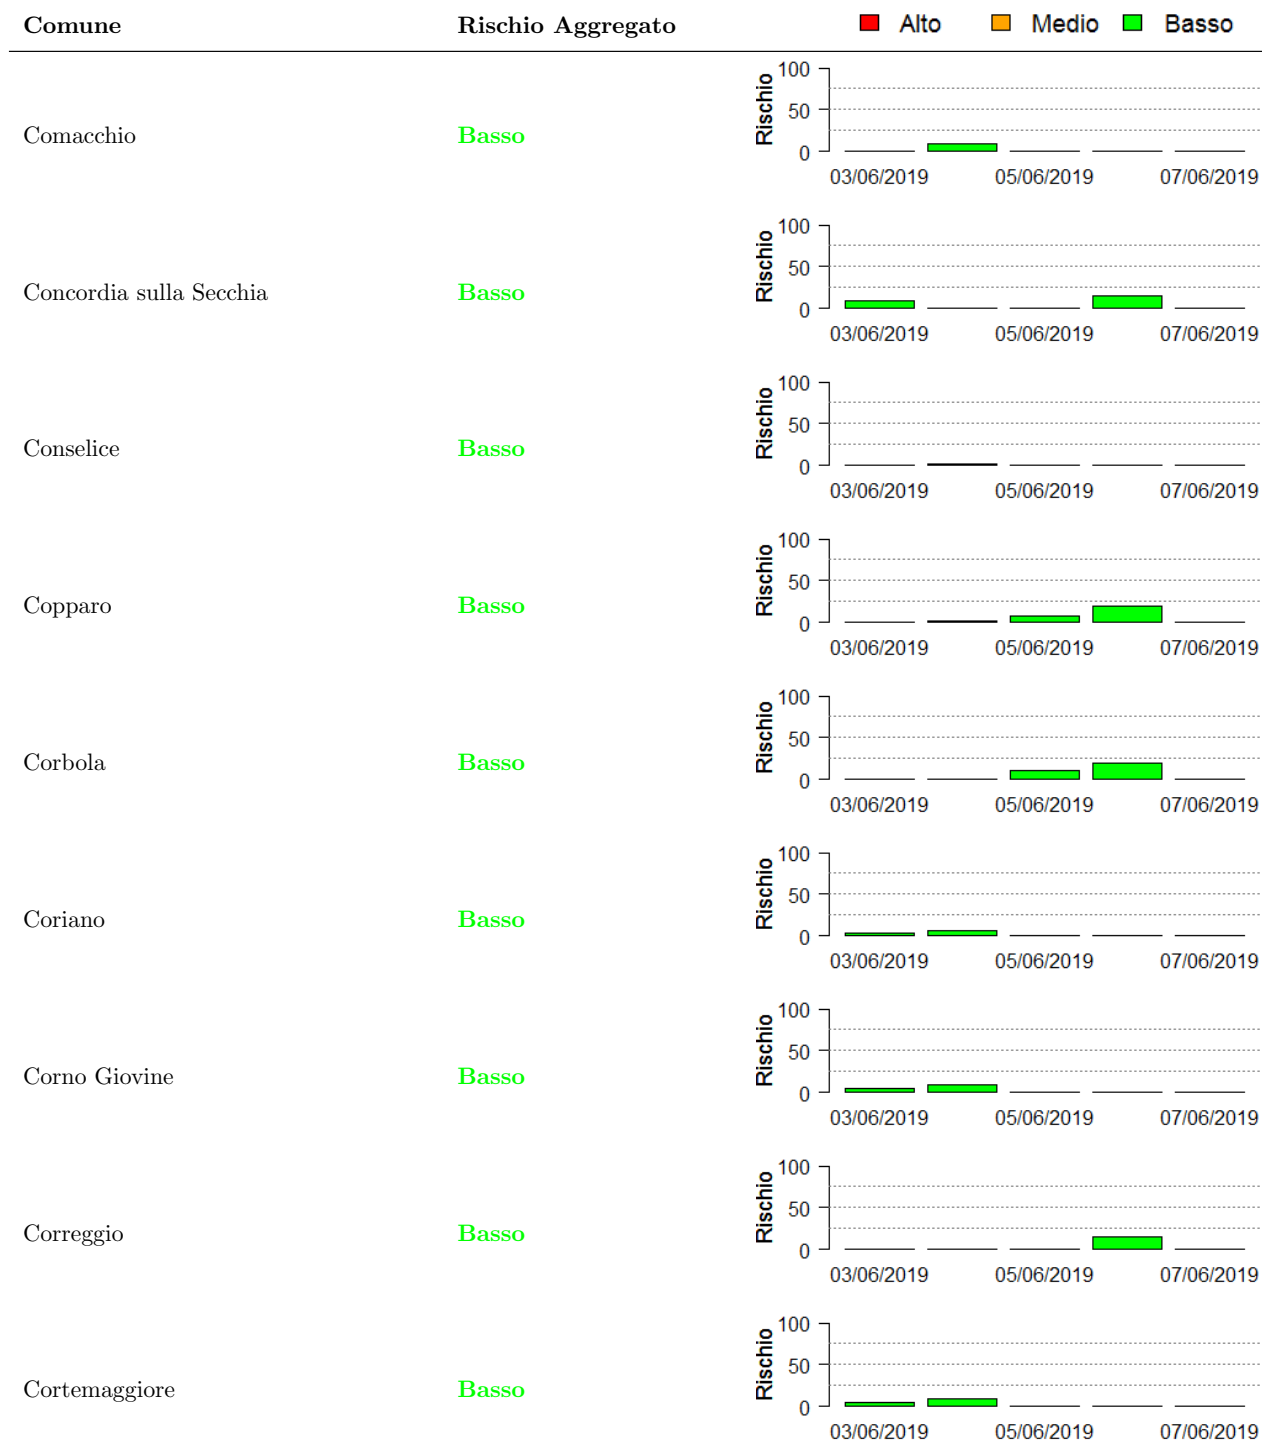 Comune Rischio Aggregato Alto Medio Basso
Comacchio Basso Rischio 100 50 0
03/06/2019 05/06/2019 07/06/2019
Concordia sulla Secchia Basso Rischio 100 50 0
03/06/2019 05/06/2019 07/06/2019
Conselice Basso Rischio 100 50 0
03/06/2019 05/06/2019 07/06/2019
Copparo Basso Rischio 100 50 0
03/06/2019 05/06/2019 07/06/2019
Corbola Basso Rischio 100 50 0
03/06/2019 05/06/2019 07/06/2019
Coriano Basso Rischio 100 50 0
03/06/2019 05/06/2019 07/06/2019
Corno Giovine Basso Rischio 100 50 0
03/06/2019 05/06/2019 07/06/2019
Correggio Basso Rischio 100 50 0
03/06/2019 05/06/2019 07/06/2019
Cortemaggiore Basso Rischio 100 50 0
03/06/2019 05/06/2019 07/06/2019